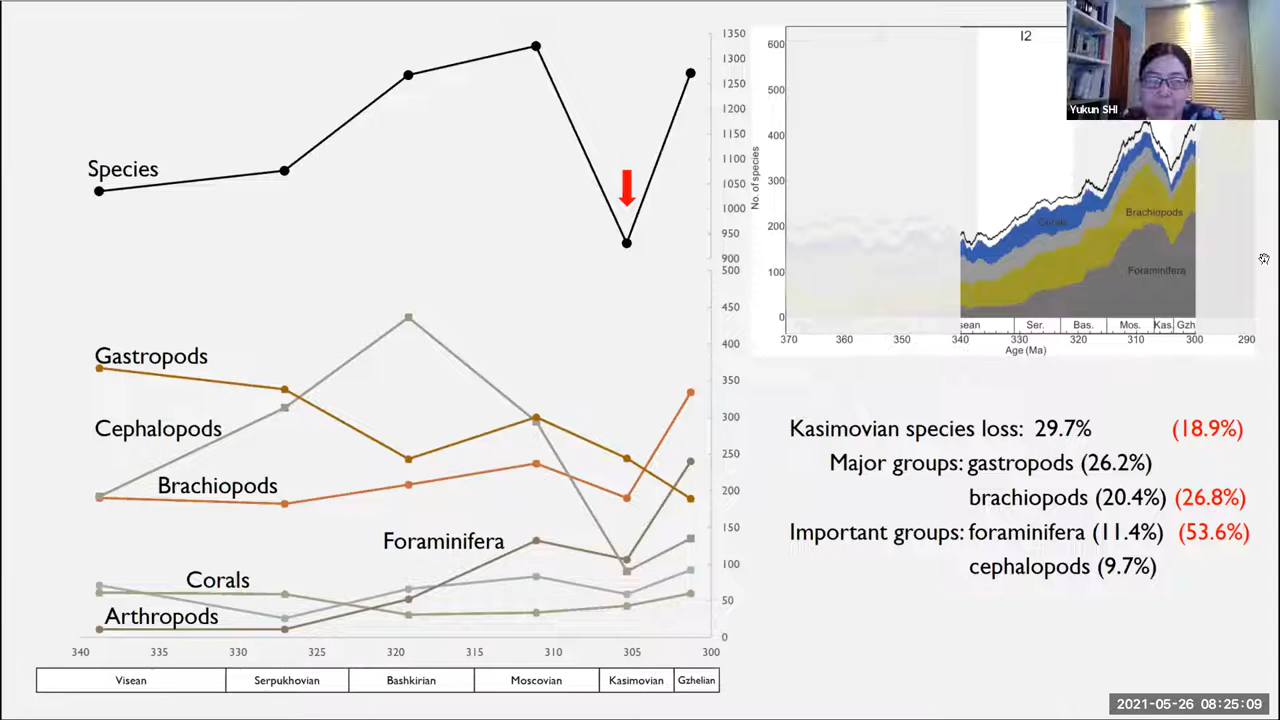 Species
Gastropods
Cephalopods
Brachiopods
Foraminifera
Corals
Arthropods
1350
1300
1250
1200
1150
1100
1050
1000
950
900
500
450
400
350
300
250
200
150
100
50
0
340 335 330 325 320 315 310 305 300
Visean Serpukhovian Bashkirian Moscovian Kasimovian Gzhelian
I2
No. of species
600
500
400
300
200
100
0
Corals
Brachiopods
Foraminifera
sean Ser. Bas. Mos. Kas. Gzh
370 360 350 340 330 320 310 300 290
Age (Ma)
Yukun SHI
Kasimovian species loss: 29.7% (18.9%)
Major groups: gastropods (26.2%)
brachiopods (20.4%) (26.8%)
Important groups: foraminifera (11.4%) (53.6%)
cephalopods (9.7%)
2021-05-26 08:25:09